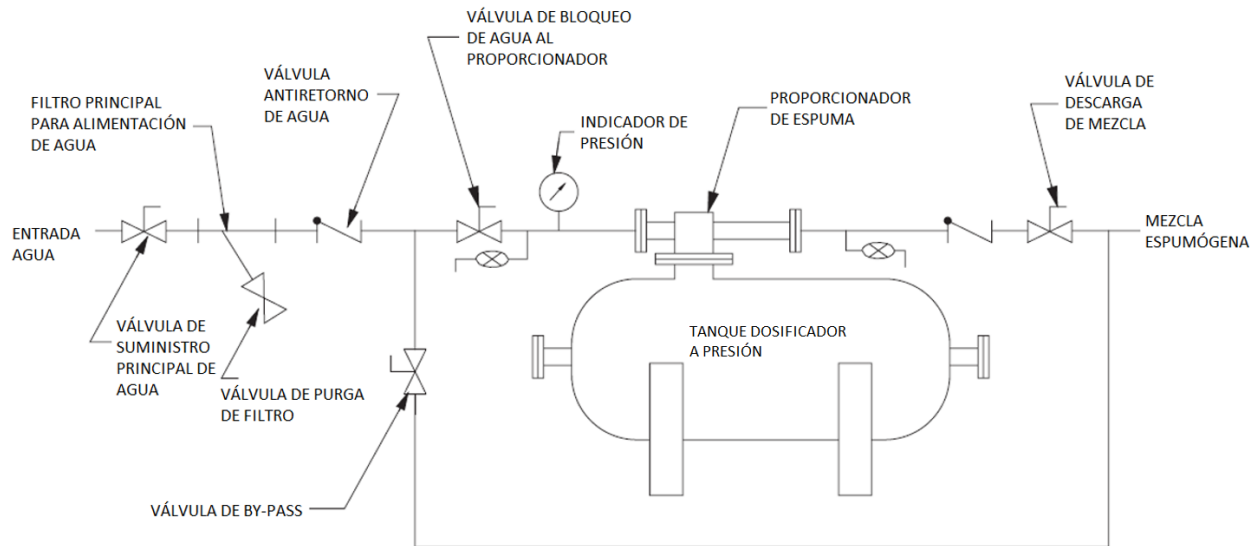 VÁLVULA DE BLOQUEO
DE AGUA AL
PROPORCIONADOR
VÁLVULA
ANTIRETORNO
DE AGUA
FILTRO PRINCIPAL
PARA ALIMENTACIÓN
DE AGUA
INDICADOR DE
PRESIÓN
PROPORCIONADOR
DE ESPUMA
VÁLVULA DE
DESCARGA
DE MEZCLA
ENTRADA
AGUA
MEZCLA
ESPUMÓGENA
VÁLVULA DE
SUMINISTRO
PRINCIPAL DE
AGUA
VÁLVULA DE PURGA
DE FILTRO
TANQUE DOSIFICADOR
A PRESIÓN
VÁLVULA DE BY-PASS